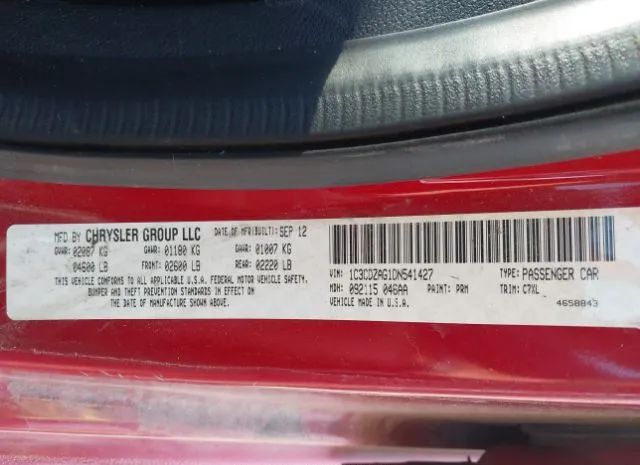 MFD BY CHRYSLER GROUP LLC DATE OF MFR(BUILT): SEP 12
GVWR: 02087 KG GAWR: 01180 KG GAWR: 01007 KG
04600 LB FRONT: 02600 LB REAR: 02220 LB
THIS VEHICLE CONFORMS TO ALL APPLICABLE U.S.A. FEDERAL MOTOR VEHICLE SAFETY,
BUMPER AND THEFT PREVENTION STANDARDS IN EFFECT ON
THE DATE OF MANUFACTURE SHOWN ABOVE. MADE IN U.S.A.
VIN: 1C3CDZAG1DN541427 TYPE: PASSENGER CAR
MDH: 092115 046AA PAINT: PRM TRIM: C7XL
VEHICLE MADE IN U.S.A. 4658843